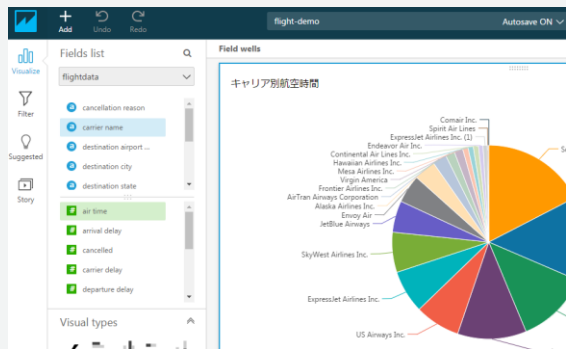 flight-demo
Autosave ON
Add
Undo
Redo
Visualize
Filter
Suggested
Story
Fields list
flightdata
cancellation reason
carrier name
destination airport ...
destination city
destination state
air time
arrival delay
cancelled
carrier delay
departure delay
Visual types
Field wells
キャリア別航空時間
Comair Inc.
Spirit Air Lines
ExpressJet Airlines Inc. (1)
Endeavor Air Inc.
Continental Air Lines Inc.
Hawaiian Airlines Inc.
Mesa Airlines Inc.
Virgin America
Frontier Airlines Inc.
AirTran Airways Corporation
Alaska Airlines Inc.
Envoy Air
JetBlue Airways
SkyWest Airlines Inc.
ExpressJet Airlines Inc.
US Airways Inc.